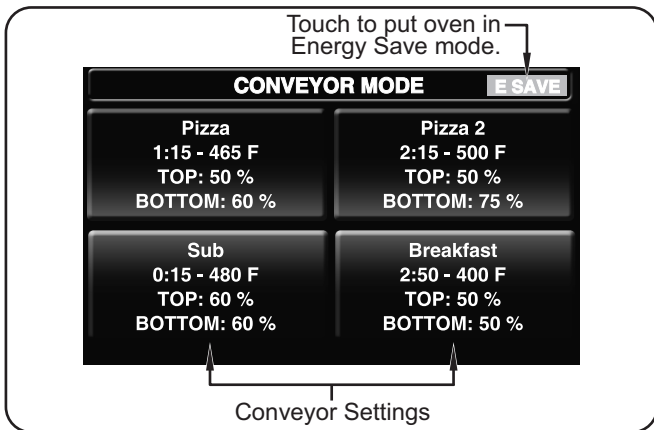 Touch to put oven in
Energy Save mode.
CONVEYOR MODE
E SAVE
Pizza
1:15 - 465 F
TOP: 50 %
BOTTOM: 60 %
Pizza 2
2:15 - 500 F
TOP: 50 %
BOTTOM: 75 %
Sub
0:15 - 480 F
TOP: 60 %
BOTTOM: 60 %
Breakfast
2:50 - 400 F
TOP: 50 %
BOTTOM: 50 %
Conveyor Settings